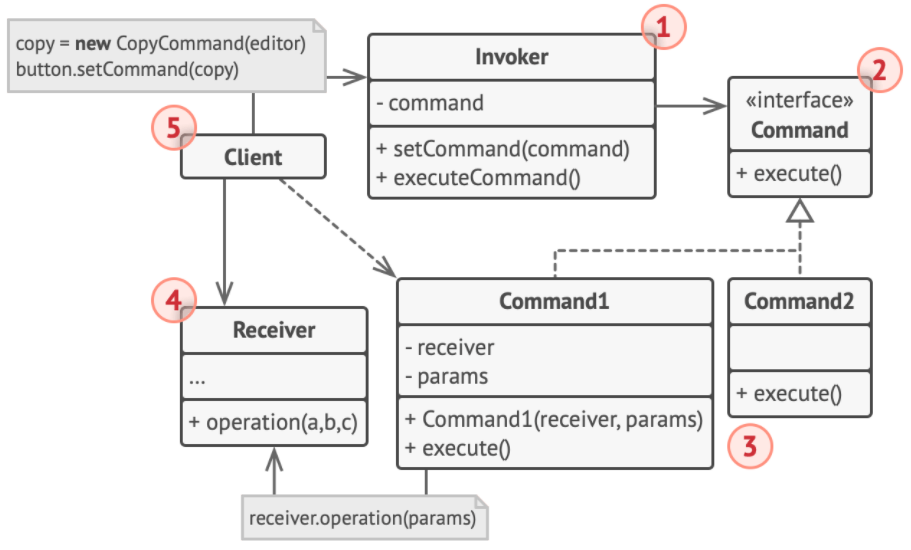 copy = new CopyCommand(editor)
button.setCommand(copy)
1
Invoker
- command
+ setCommand(command)
+ executeCommand()
2
«interface»
Command
+ execute()
5
Client
4
Receiver
...
+ operation(a,b,c)
Command1
- receiver
- params
+ Command1(receiver, params)
+ execute()
Command2
+ execute()
3
receiver.operation(params)